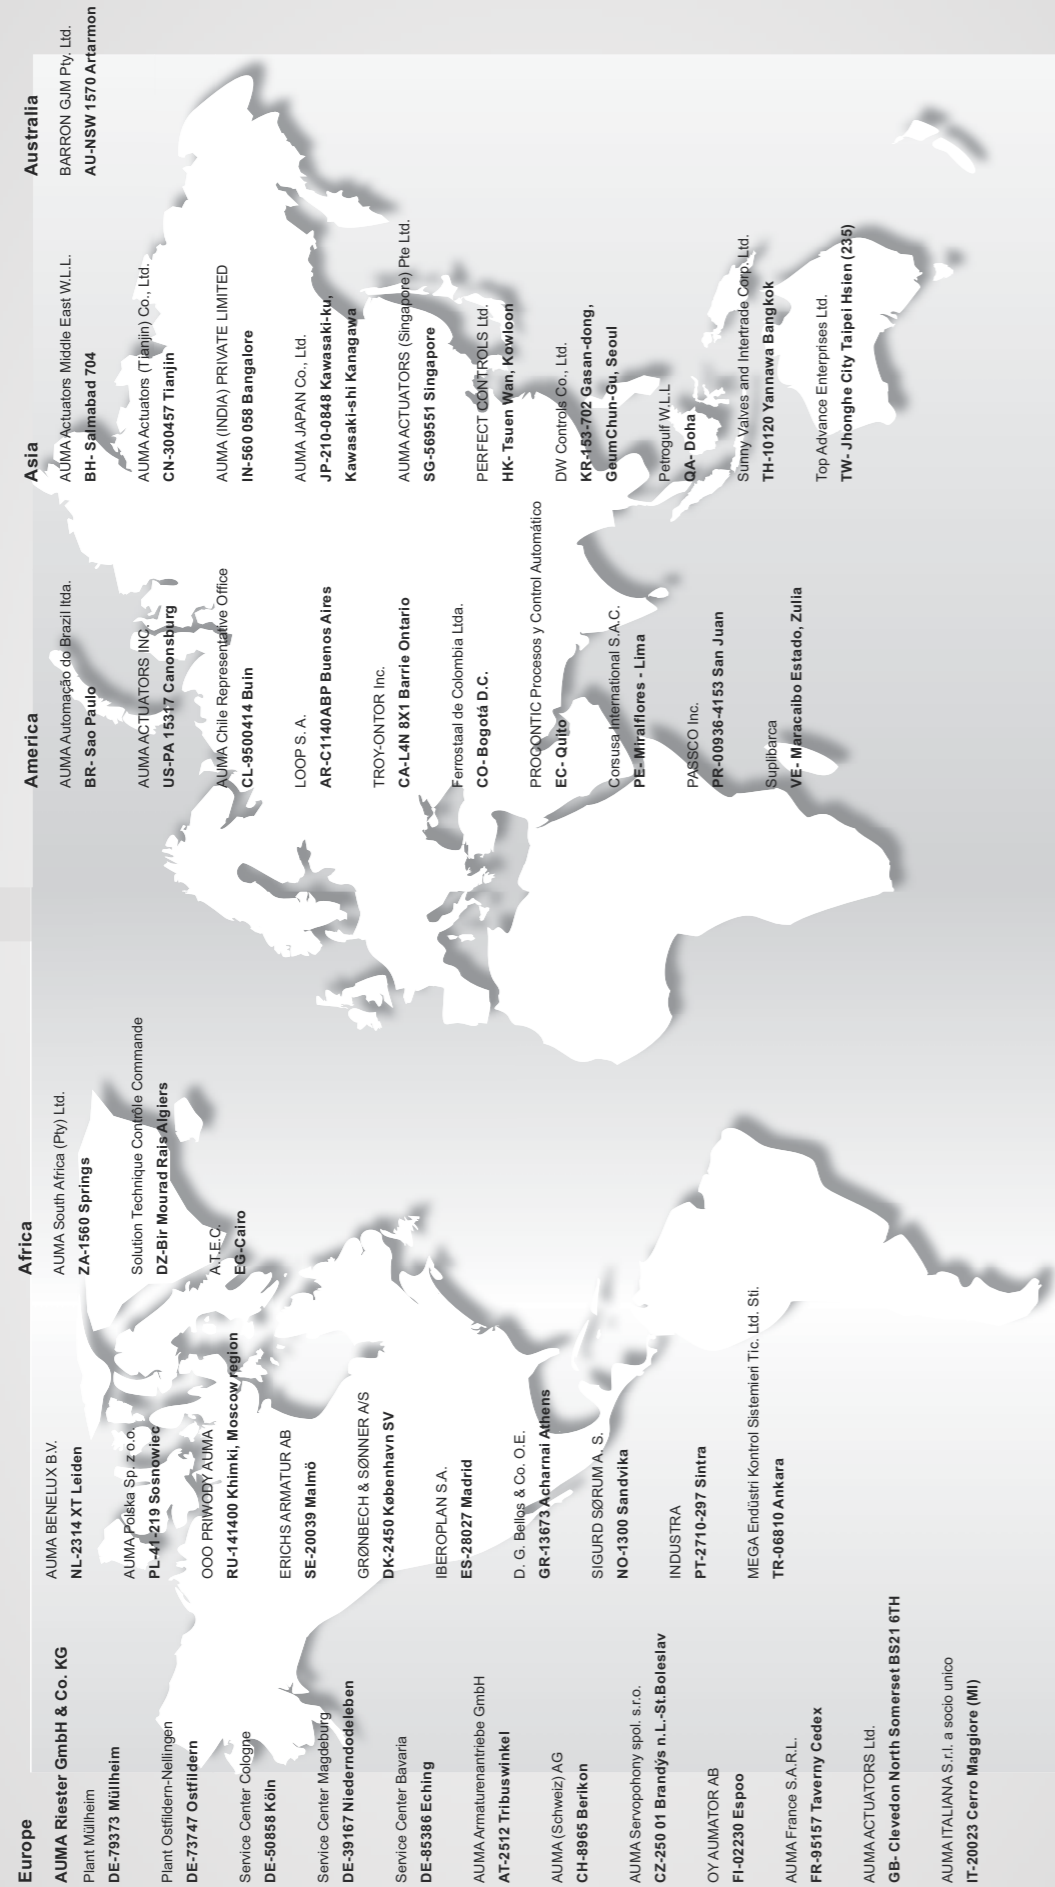 Europe
AUMA Riester GmbH & Co. KG
Plant Müllheim
DE-79373 Müllheim
Plant Ostfildern-Nellingen
DE-73747 Ostfildern
Service Center Cologne
DE-50858 Köln
Service Center Magdeburg
DE-39167 Niederndodeleben
Service Center Bavaria
DE-85386 Eching
AUMA Armaturenantriebe GmbH
AT-2512 Tribuswinkel
AUMA (Schweiz) AG
CH-8965 Berikon
AUMA Servopohony spol. s.r.o.
CZ-250 01 Brandýs n.L.-St.Boleslav
OY AUMATOR AB
FI-02230 Espoo
AUMA France S.A.R.L.
FR-95157 Taverny Cedex
AUMA ACTUATORS Ltd.
GB- Clevedon North Somerset BS21 6TH
AUMA ITALIANA S.r.l. a socio unico
IT-20023 Cerro Maggiore (MI)
AUMA BENELUX B.V.
NL-2314 XT Leiden
AUMA Polska Sp. z o.o.
PL-41-219 Sosnowiec
OOO PRIWODY AUMA
RU-141400 Khimki, Moscow region
ERICHS ARMATUR AB
SE-20039 Malmö
GRØNBECH & SØNNER A/S
DK-2450 København SV
IBEROPLAN S.A.
ES-28027 Madrid
D. G. Bellos & Co. O.E.
GR-13673 Acharnai Athens
SIGURD SØRUM A. S.
NO-1300 Sandvika
INDUSTRA
PT-2710-297 Sintra
MEGA Endüstri Kontrol Sistemieri Tic. Ltd. Sti.
TR-06810 Ankara
Africa
AUMA South Africa (Pty) Ltd.
ZA-1560 Springs
Solution Technique Contrôle Commande
DZ-Bir Mourad Rais Algiers
A.T.E.C.
EG-Cairo
America
AUMA Automação do Brazil ltda.
BR- Sao Paulo
AUMA ACTUATORS INC.
US-PA 15317 Canonsburg
AUMA Chile Representative Office
CL-9500414 Buin
LOOP S. A.
AR-C1140ABP Buenos Aires
TROY-ONTOR Inc.
CA-L4N 8X1 Barrie Ontario
Ferrostaal de Colombia Ltda.
CO- Bogotá D.C.
PROCONTIC Procesos y Control Automático
EC- Quito
Corsusa International S.A.C.
PE- Miralflores - Lima
PASSCO Inc.
PR-00936-4153 San Juan
Suplibarca
VE- Maracaibo Estado, Zulia
Asia
AUMA Actuators Middle East W.L.L.
BH- Salmabad 704
AUMA Actuators (Tianjin) Co., Ltd.
CN-300457 Tianjin
AUMA (INDIA) PRIVATE LIMITED
IN-560 058 Bangalore
AUMA JAPAN Co., Ltd.
JP-210-0848 Kawasaki-ku,
Kawasaki-shi Kanagawa
AUMA ACTUATORS (Singapore) Pte Ltd.
SG-569551 Singapore
PERFECT CONTROLS Ltd.
HK- Tsuen Wan, Kowloon
DW Controls Co., Ltd.
KR-153-702 Gasan-dong,
GeumChun-Gu, Seoul
Petrogulf W.L.L
QA- Doha
Sunny Valves and Intertrade Corp. Ltd.
TH-10120 Yannawa Bangkok
Top Advance Enterprises Ltd.
TW- Jhonghe City Taipei Hsien (235)
Australia
BARRON GJM Pty. Ltd.
AU-NSW 1570 Artarmon